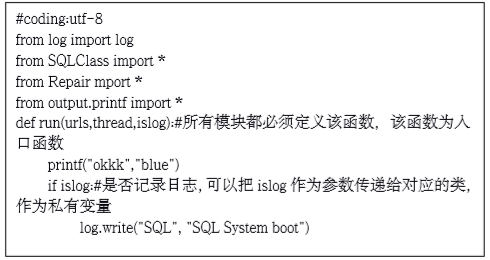 #coding:utf-8
from log import log
from SQLClass import *
from Repair mport *
from output.printf import *
def run(urls,thread,islog):#所有模块都必须定义该函数, 该函数为入
口函数
printf("okkk","blue")
if islog:#是否记录日志, 可以把 islog 作为参数传递给对应的类,
作为私有变量
log.write("SQL", "SQL System boot")